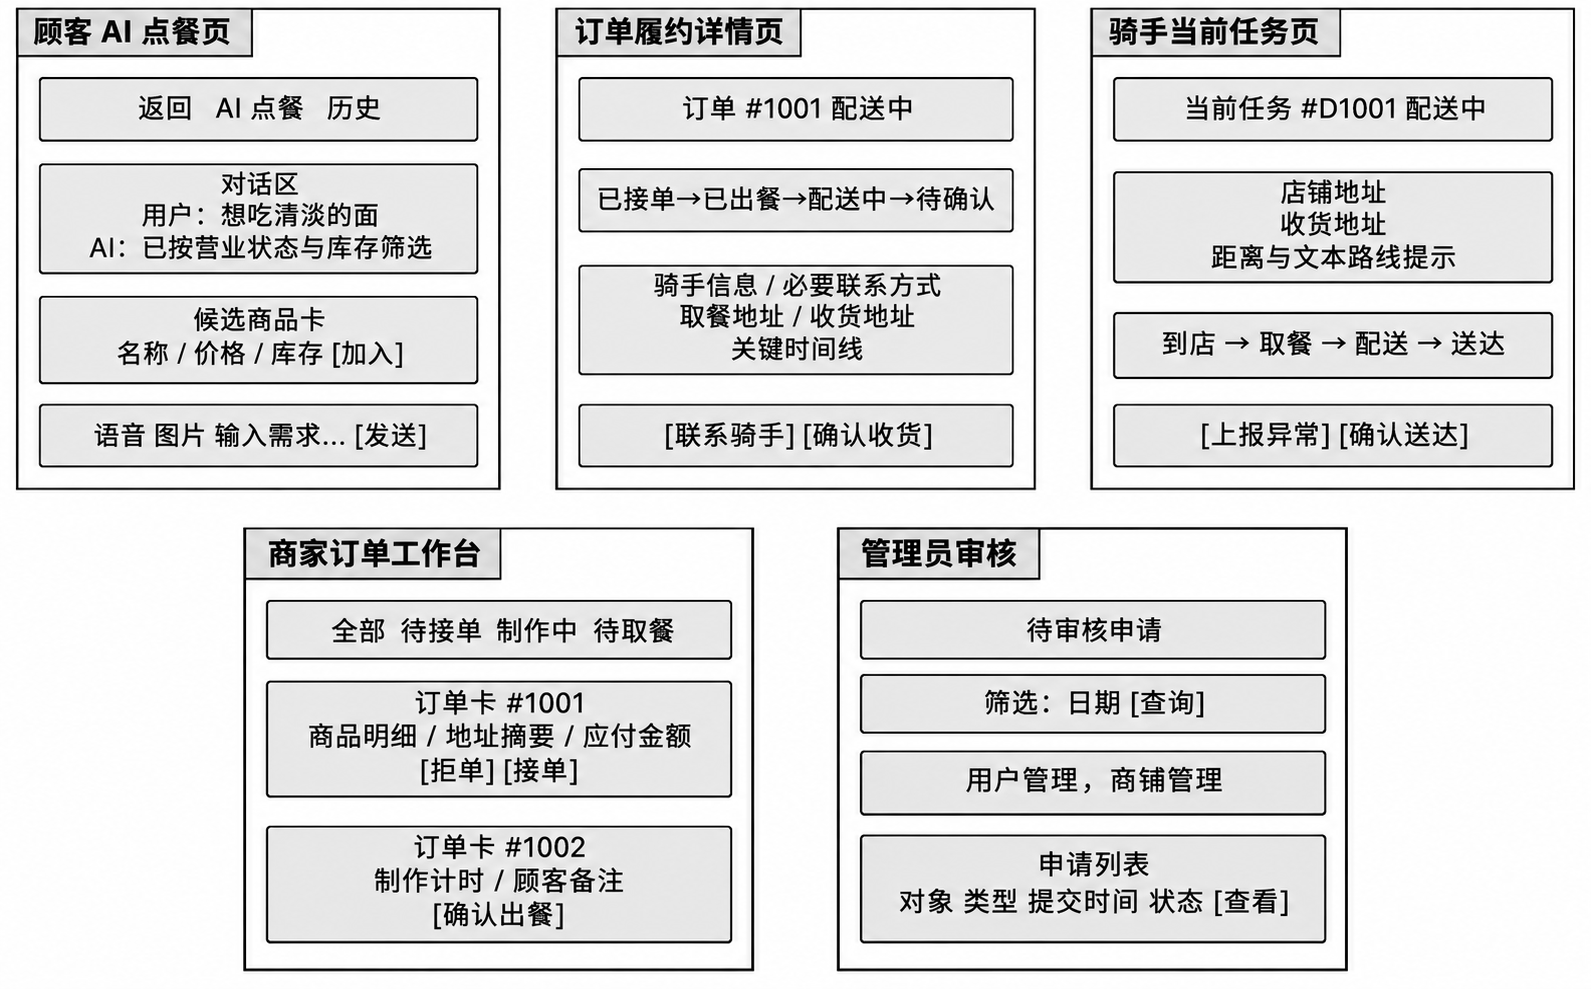 顾客 AI 点餐页
返回 AI 点餐 历史
对话区
用户：想吃清淡的面
AI：已按营业状态与库存筛选
候选商品卡
名称 / 价格 / 库存 [加入]
语音 图片 输入需求... [发送]
订单履约详情页
订单 #1001 配送中
已接单→已出餐→配送中→待确认
骑手信息 / 必要联系方式
取餐地址 / 收货地址
关键时间线
[联系骑手] [确认收货]
骑手当前任务页
当前任务 #D1001 配送中
店铺地址
收货地址
距离与文本路线提示
到店 → 取餐 → 配送 → 送达
[上报异常] [确认送达]
商家订单工作台
全部 待接单 制作中 待取餐
订单卡 #1001
商品明细 / 地址摘要 / 应付金额
[拒单] [接单]
订单卡 #1002
制作计时 / 顾客备注
[确认出餐]
管理员审核
待审核申请
筛选：日期 [查询]
用户管理，商铺管理
申请列表
对象 类型 提交时间 状态 [查看]